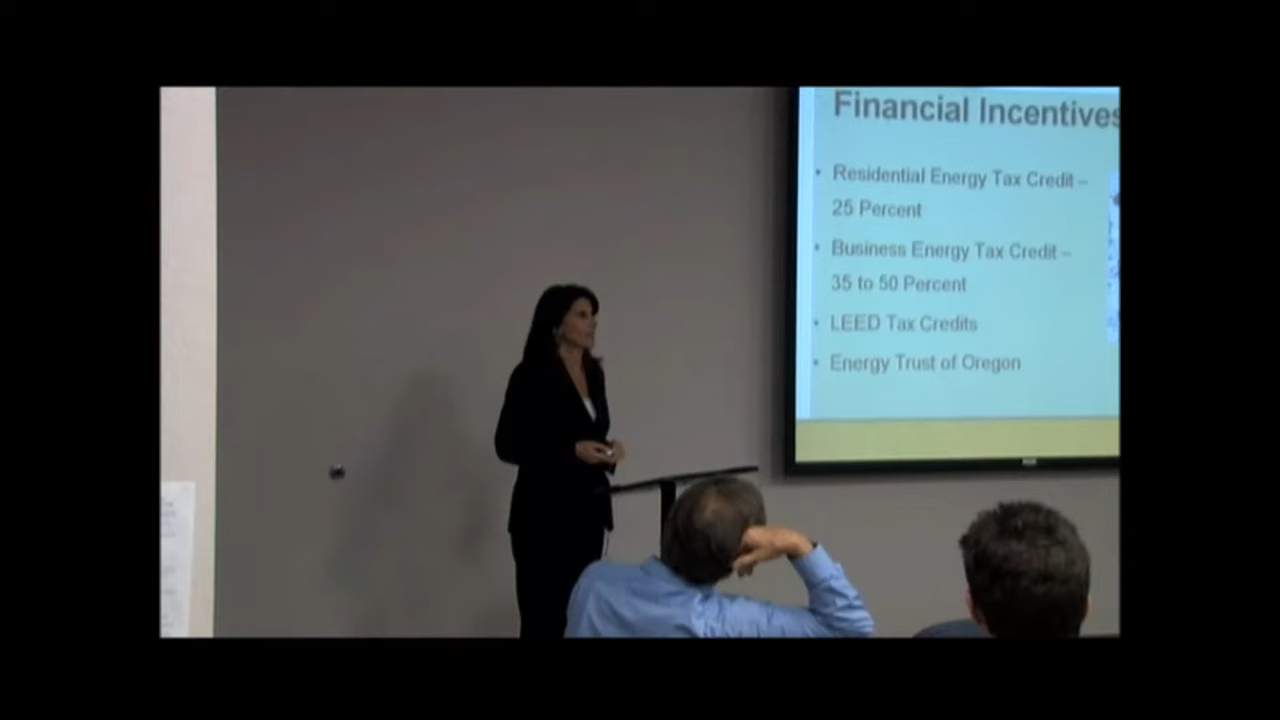 Financial Incentives
• Residential Energy Tax Credit –
25 Percent
• Business Energy Tax Credit –
35 to 50 Percent
• LEED Tax Credits
• Energy Trust of Oregon